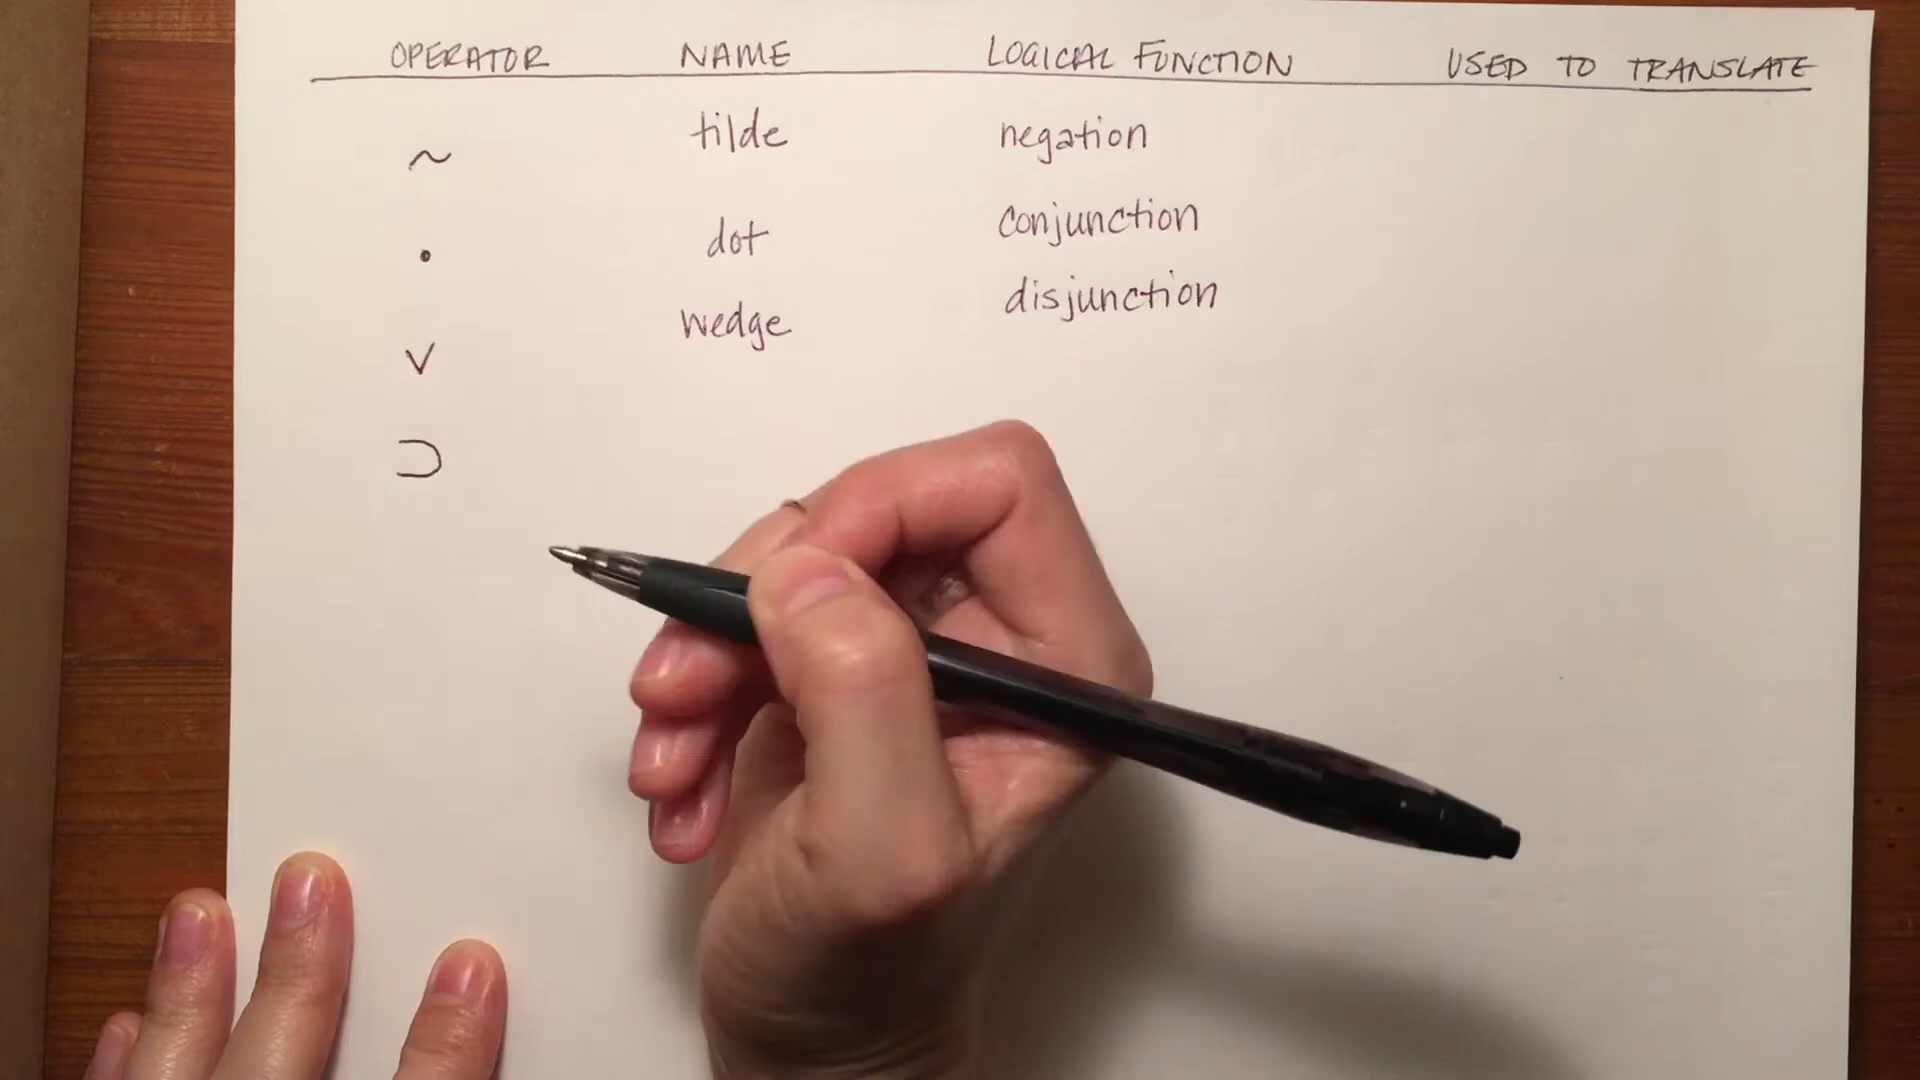 OPERATOR NAME LOGICAL FUNCTION USED TO TRANSLATE
~ tilde negation
• dot conjunction
v wedge disjunction
⊃